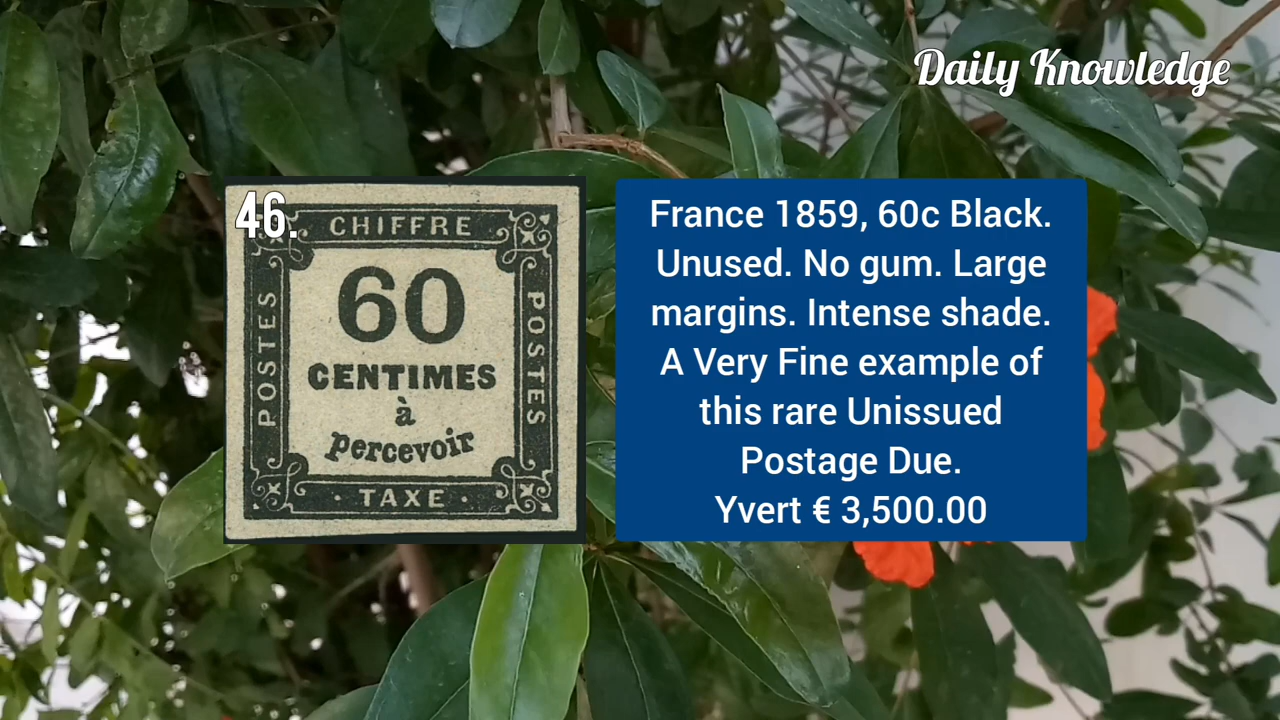 Daily Knowledge
46.
CHIFFRE
POSTES
60
CENTIMES
à
percevoir
POSTES
TAXE
France 1859, 60c Black.
Unused. No gum. Large
margins. Intense shade.
A Very Fine example of
this rare Unissued
Postage Due.
Yvert € 3,500.00